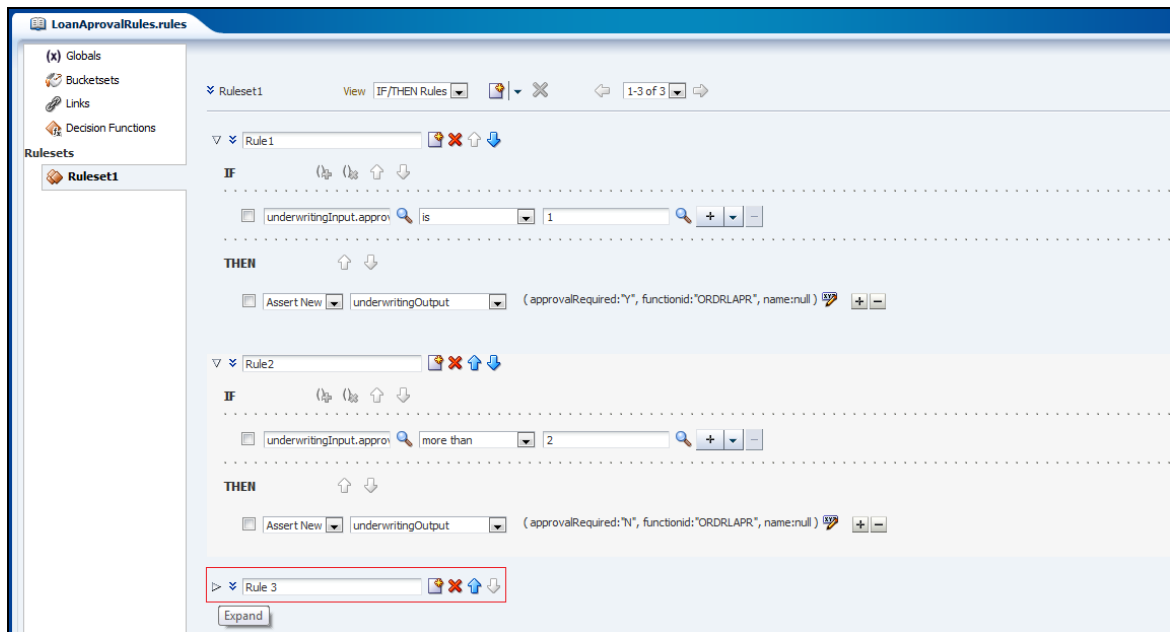 LoanAprovalRules.rules
(x) Globals
Bucketsets
Links
Decision Functions
Rulesets
Ruleset1
Ruleset1 View IF/THEN Rules 1-3 of 3
Rule1
IF
underwritingInput.approv is 1
THEN
Assert New underwritingOutput ( approvalRequired:"Y", functionid:"ORDRLAPR", name:null )
Rule2
IF
underwritingInput.approv more than 2
THEN
Assert New underwritingOutput ( approvalRequired:"N", functionid:"ORDRLAPR", name:null )
Rule 3
Expand